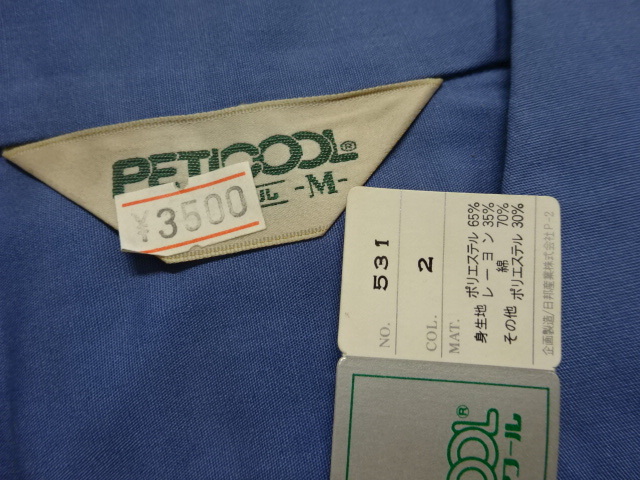 PETICOOL®
-M-
¥3500
NO. 531
COL. 2
MAT.
身生地 ポリエステル 65%
レーヨン 35%
綿 70%
その他 ポリエステル 30%
企画製造/日邦産業株式会社P-2
OOL®
クール